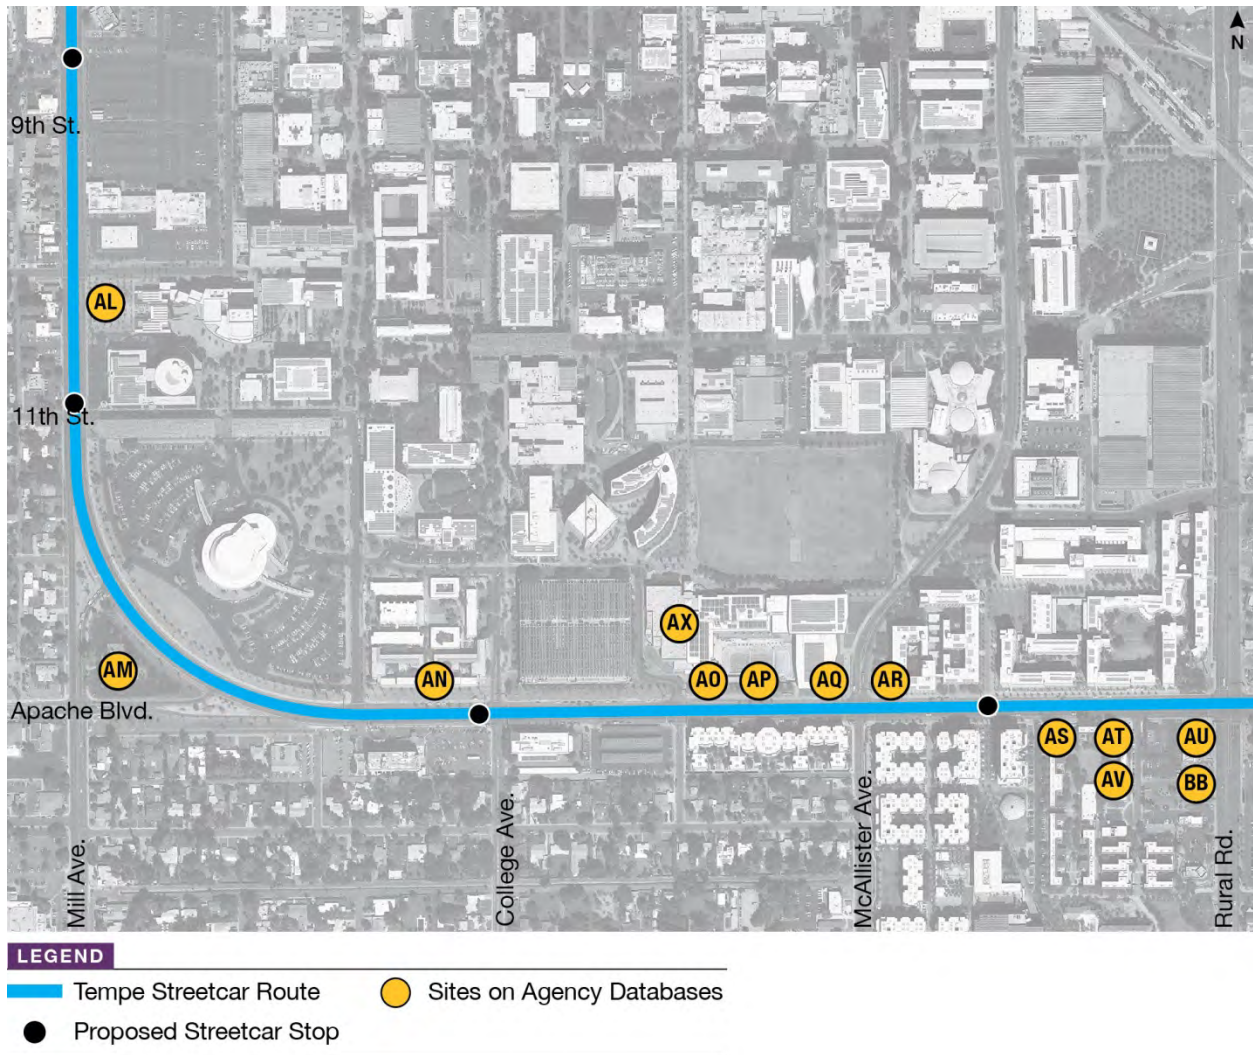 N
9th St.
AL
11th St.
AX
AM
AN
AO
AP
AQ
AR
Apache Blvd.
AS
AT
AU
AV
BB
Mill Ave.
College Ave.
McAllister Ave.
Rural Rd.
LEGEND
Tempe Streetcar Route
Sites on Agency Databases
Proposed Streetcar Stop